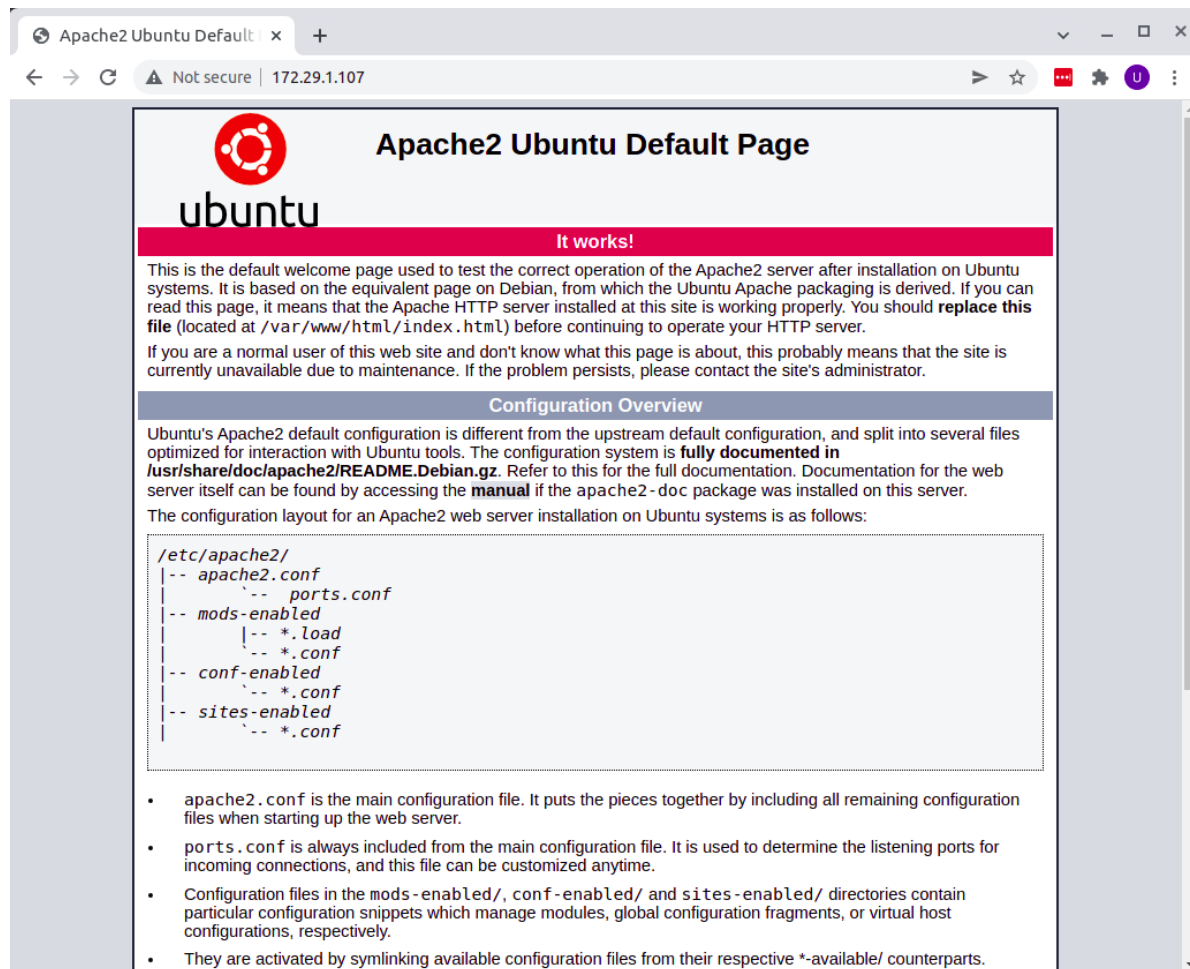 Apache2 Ubuntu Default
Not secure | 172.29.1.107
U
ubuntu
Apache2 Ubuntu Default Page
It works!
This is the default welcome page used to test the correct operation of the Apache2 server after installation on Ubuntu
systems. It is based on the equivalent page on Debian, from which the Ubuntu Apache packaging is derived. If you can
read this page, it means that the Apache HTTP server installed at this site is working properly. You should replace this
file (located at /var/www/html/index.html) before continuing to operate your HTTP server.
If you are a normal user of this web site and don't know what this page is about, this probably means that the site is
currently unavailable due to maintenance. If the problem persists, please contact the site's administrator.
Configuration Overview
Ubuntu's Apache2 default configuration is different from the upstream default configuration, and split into several files
optimized for interaction with Ubuntu tools. The configuration system is fully documented in
/usr/share/doc/apache2/README.Debian.gz. Refer to this for the full documentation. Documentation for the web
server itself can be found by accessing the manual if the apache2-doc package was installed on this server.
The configuration layout for an Apache2 web server installation on Ubuntu systems is as follows:
/etc/apache2/
|-- apache2.conf
|       `--  ports.conf
|-- mods-enabled
|       |-- *.load
|       `-- *.conf
|-- conf-enabled
|       `-- *.conf
|-- sites-enabled
|       `-- *.conf
• apache2.conf is the main configuration file. It puts the pieces together by including all remaining configuration
files when starting up the web server.
• ports.conf is always included from the main configuration file. It is used to determine the listening ports for
incoming connections, and this file can be customized anytime.
• Configuration files in the mods-enabled/, conf-enabled/ and sites-enabled/ directories contain
particular configuration snippets which manage modules, global configuration fragments, or virtual host
configurations, respectively.
• They are activated by symlinking available configuration files from their respective *-available/ counterparts.